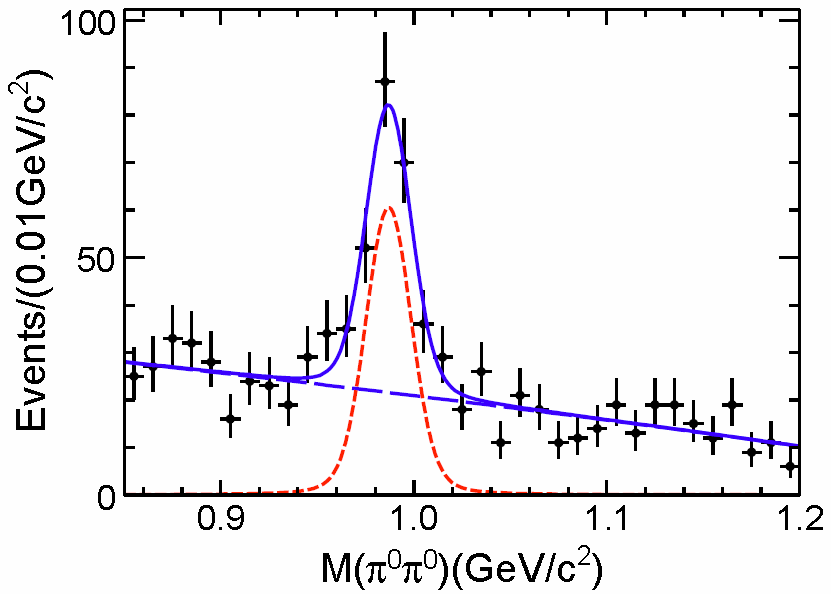 Events/(0.01GeV/c²)
100
50
0
0.9 1.0 1.1 1.2
M(π⁰π⁰)(GeV/c²)